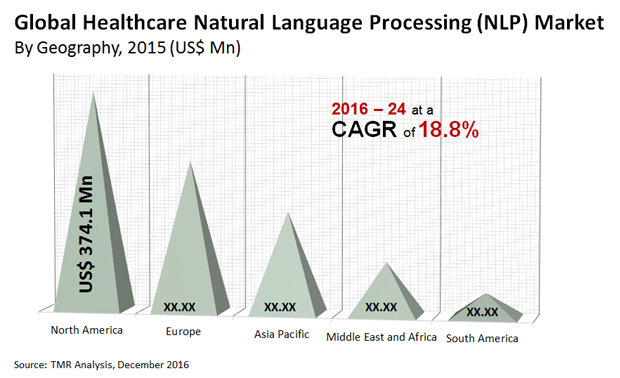 Global Healthcare Natural Language Processing (NLP) Market
By Geography, 2015 (US$ Mn)
2016 – 24 at a
CAGR of 18.8%
US$ 374.1 Mn
XX.XX
XX.XX
XX.XX
XX.XX
North America
Europe
Asia Pacific
Middle East and Africa
South America
Source: TMR Analysis, December 2016